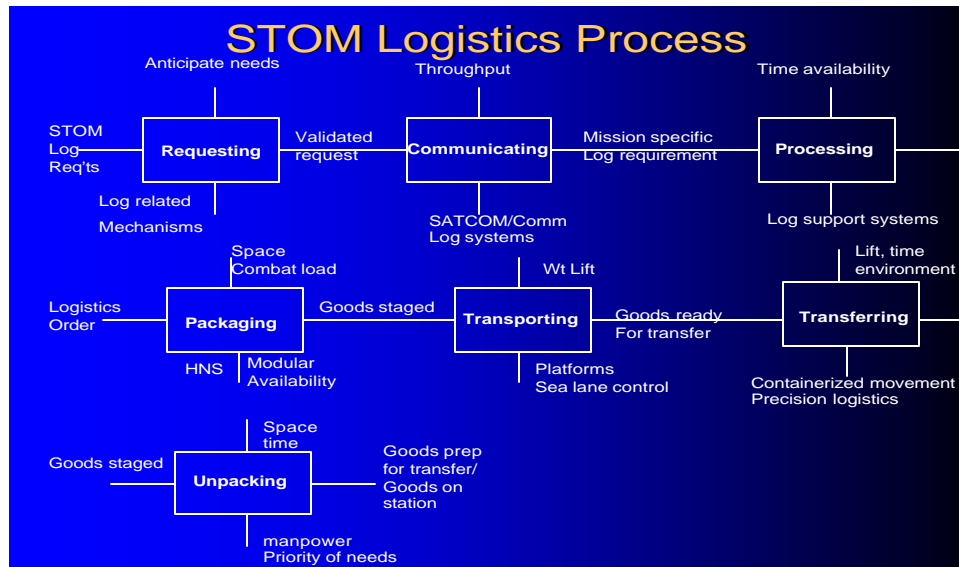 STOM Logistics Process
Anticipate needs
Throughput
Time availability
STOM
Log
Req'ts
Requesting
Validated
request
Communicating
Mission specific
Log requirement
Processing
Log related
Mechanisms
SATCOM/Comm
Log systems
Log support systems
Space
Combat load
Wt Lift
Lift, time
environment
Logistics
Order
Packaging
Goods staged
Transporting
Goods ready
For transfer
Transferring
HNS
Modular
Availability
Platforms
Sea lane control
Containerized movement
Precision logistics
Space
time
Goods staged
Unpacking
Goods prep
for transfer/
Goods on
station
manpower
Priority of needs